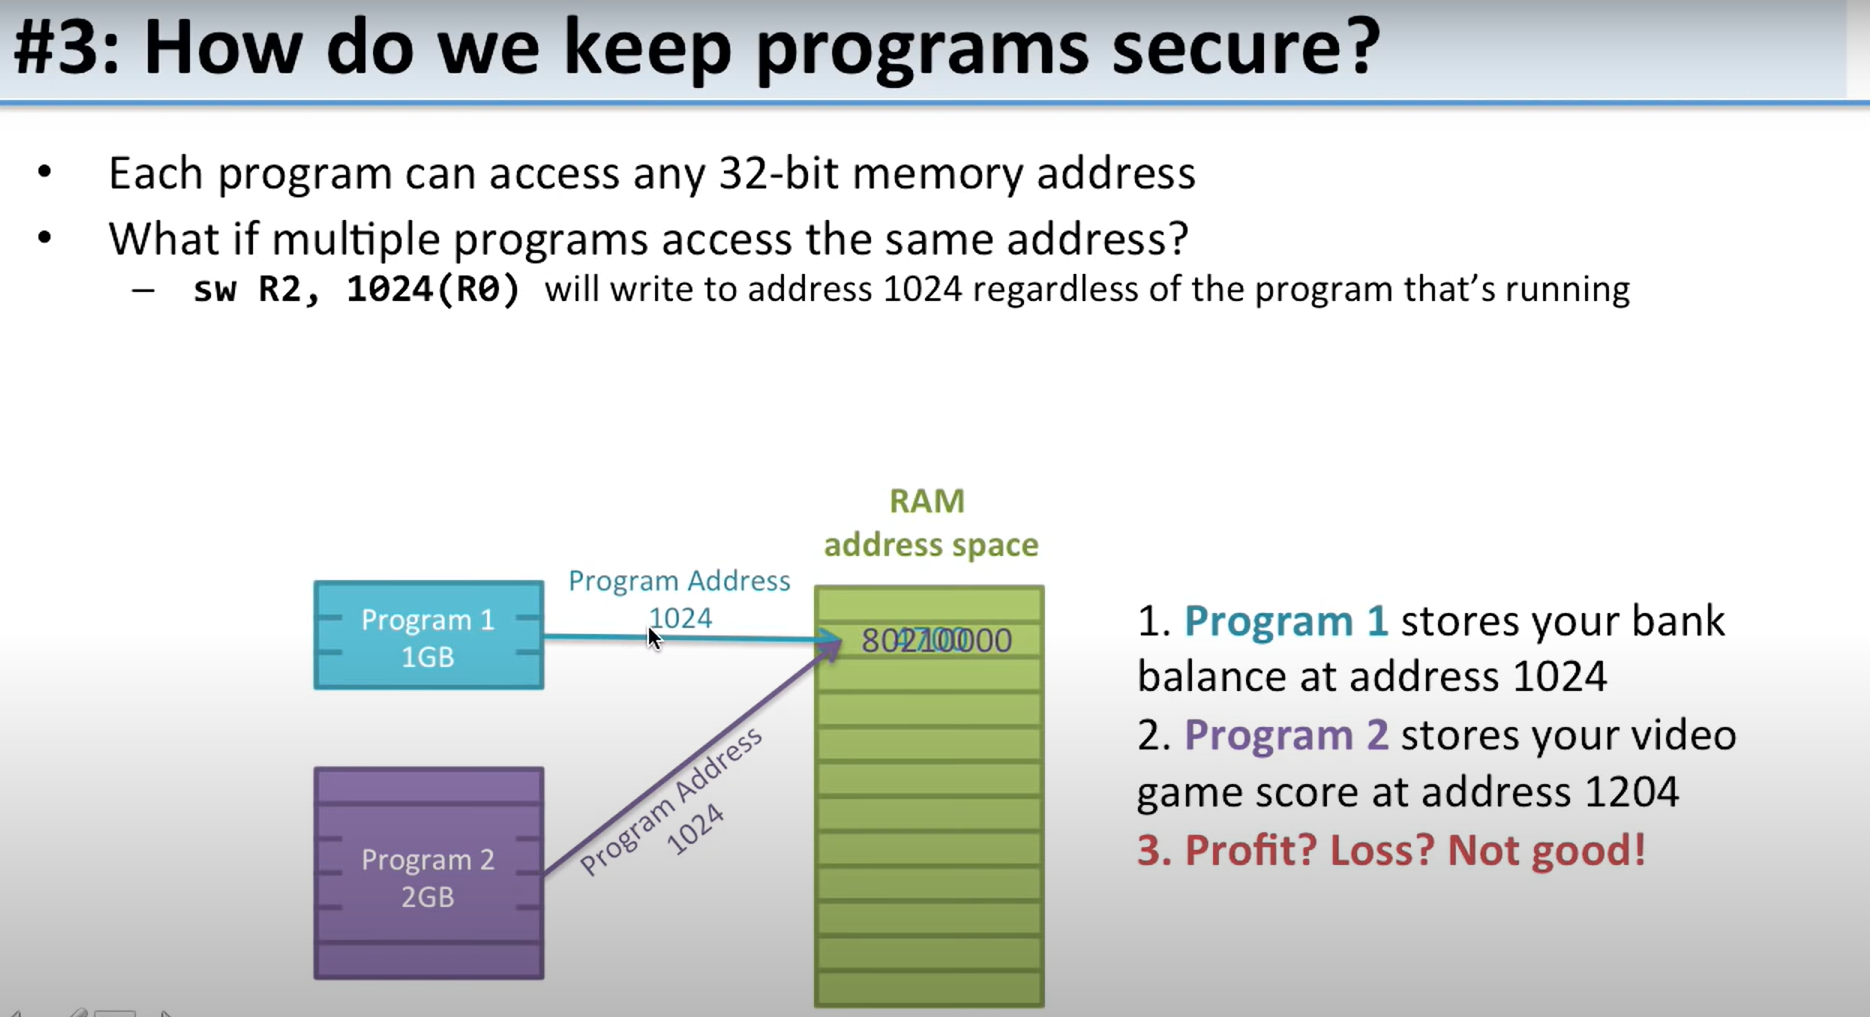 #3: How do we keep programs secure?
• Each program can access any 32-bit memory address
• What if multiple programs access the same address?
– sw R2, 1024(R0) will write to address 1024 regardless of the program that's running
RAM
address space
Program 1
1GB
Program Address
1024
80210000
Program 2
2GB
Program Address
1024
1. Program 1 stores your bank
balance at address 1024
2. Program 2 stores your video
game score at address 1204
3. Profit? Loss? Not good!